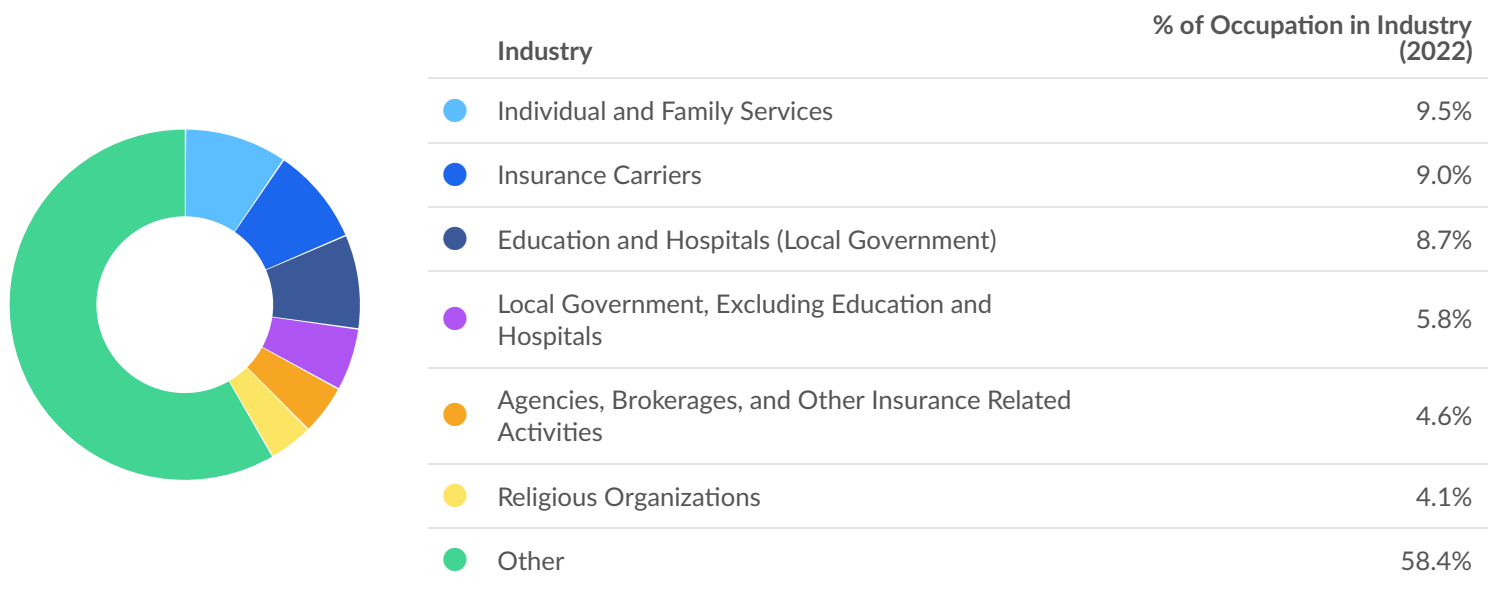 Industry
% of Occupation in Industry
(2022)
Individual and Family Services
9.5%
Insurance Carriers
9.0%
Education and Hospitals (Local Government)
8.7%
Local Government, Excluding Education and
Hospitals
5.8%
Agencies, Brokerages, and Other Insurance Related
Activities
4.6%
Religious Organizations
4.1%
Other
58.4%